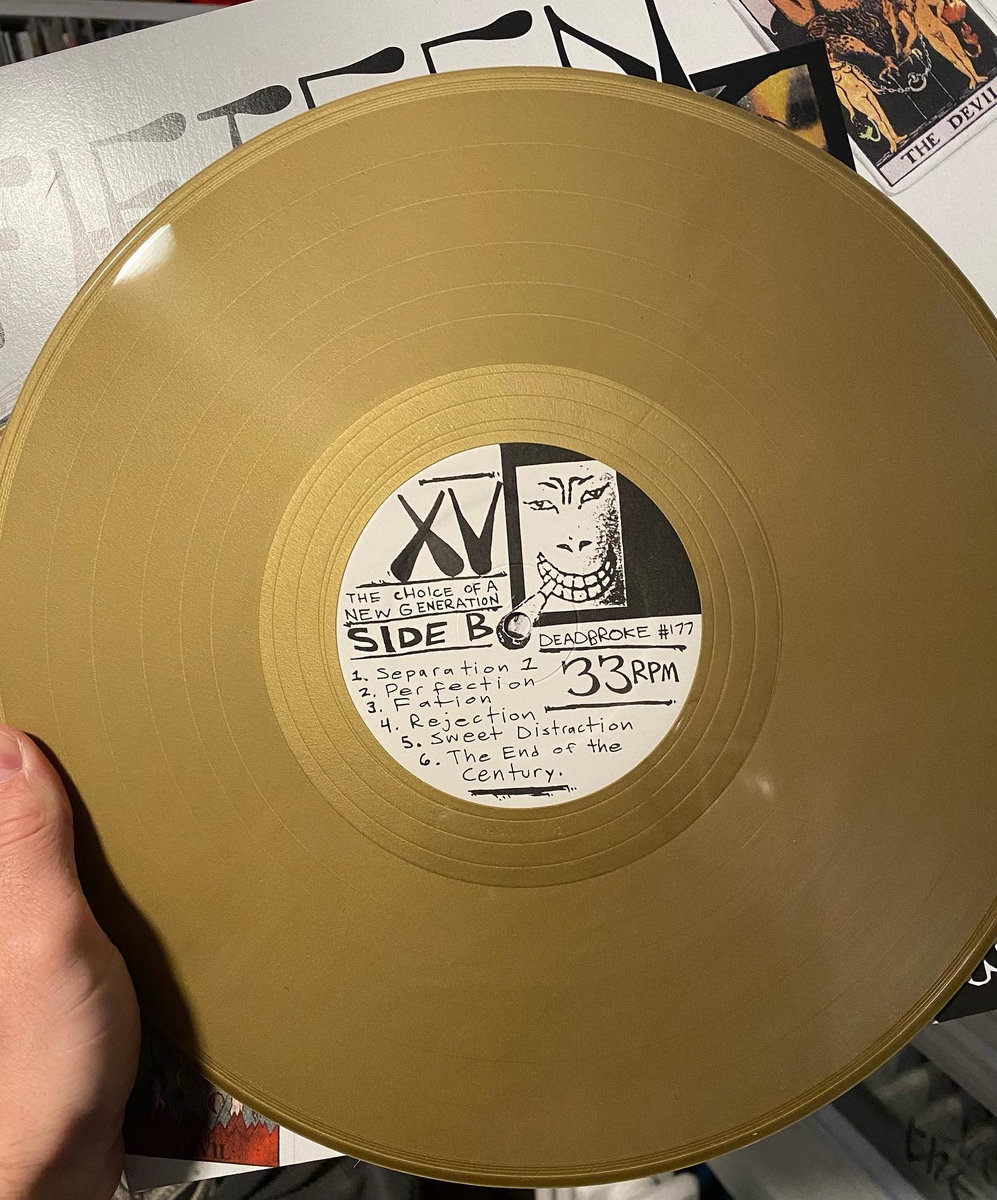 FIFTEEN
THE DEVIL
XV
THE CHOICE OF A
NEW GENERATION
SIDE B
DEADBROKE #177
33RPM
1. Separation 1
2. Perfection
3. Fation
4. Rejection
5. Sweet Distraction
6. The End of the
Century.